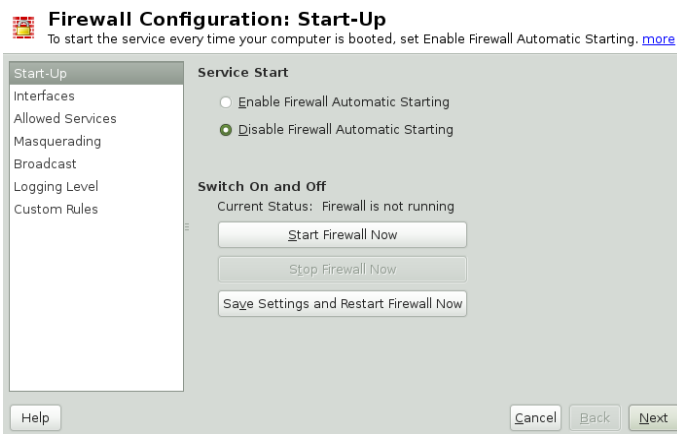 Firewall Configuration: Start-Up
To start the service every time your computer is booted, set Enable Firewall Automatic Starting. more
Start-Up
Interfaces
Allowed Services
Masquerading
Broadcast
Logging Level
Custom Rules
Service Start
Enable Firewall Automatic Starting
Disable Firewall Automatic Starting
Switch On and Off
Current Status: Firewall is not running
Start Firewall Now
Stop Firewall Now
Save Settings and Restart Firewall Now
Help
Cancel
Back
Next